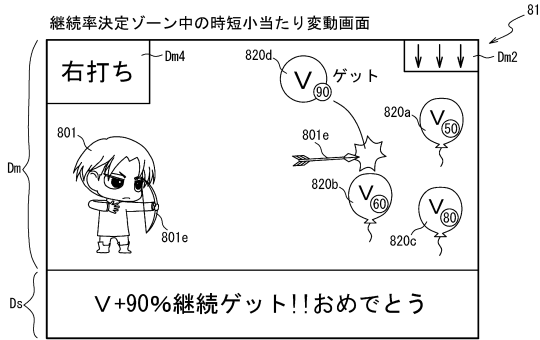 継続率決定ゾーン中の時短小当たり変動画面
81
右打ち
Dm4
820d
V
90
ゲット
↓ ↓ ↓
Dm2
801
801e
820a
V
50
Dm
820b
V
60
820c
V
80
801e
Ds
V+90%継続ゲット!!おめでとう